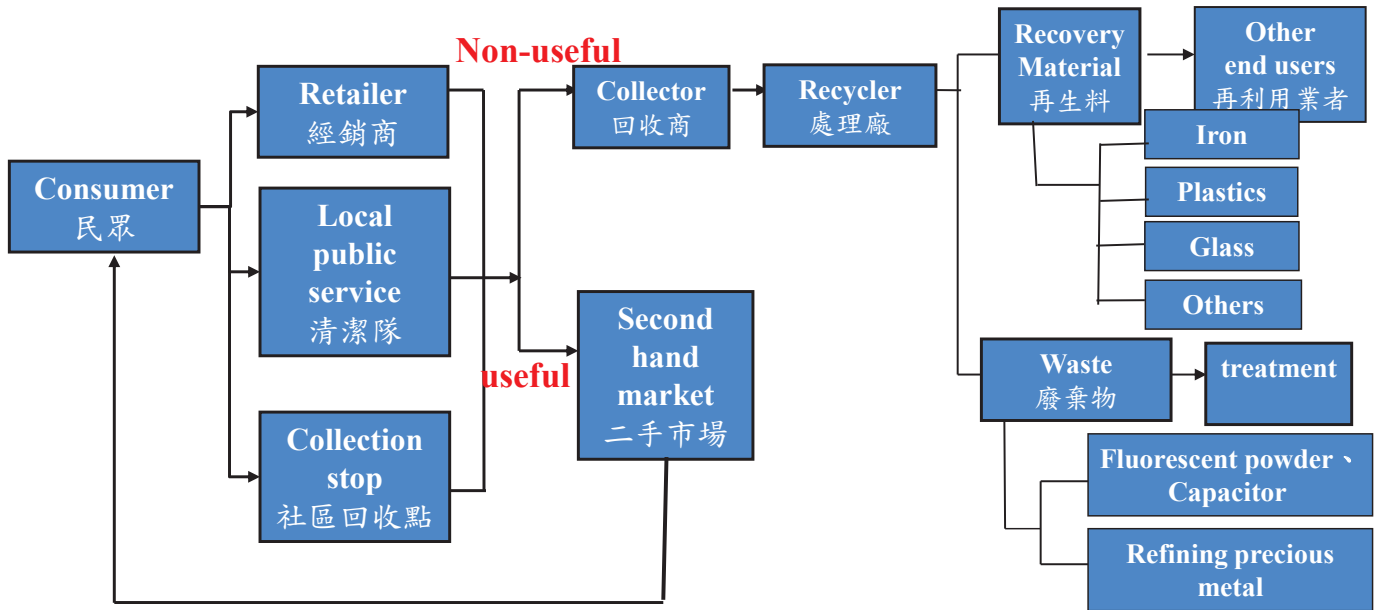 Consumer
民眾
Retailer
經銷商
Local
public
service
清潔隊
Collection
stop
社區回收點
Non-useful
useful
Collector
回收商
Second
hand
market
二手市場
Recycler
處理廠
Recovery
Material
再生料
Other
end users
再利用業者
Iron
Plastics
Glass
Others
Waste
廢棄物
treatment
Fluorescent powder、
Capacitor
Refining precious
metal